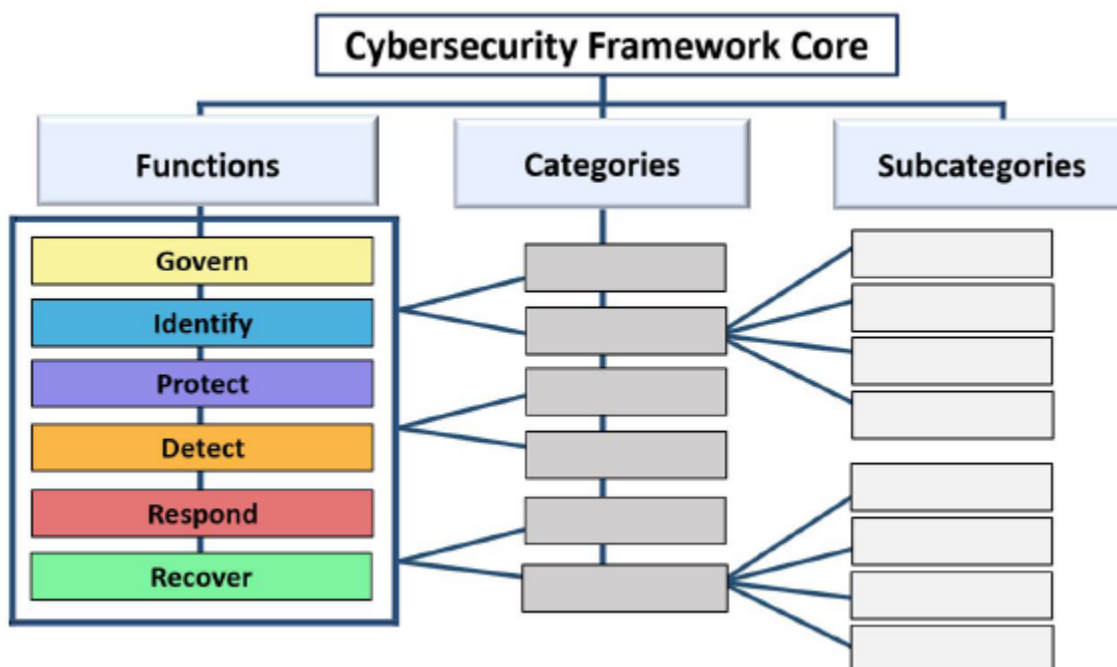 Cybersecurity Framework Core
Functions
Categories
Subcategories
Govern
Identify
Protect
Detect
Respond
Recover